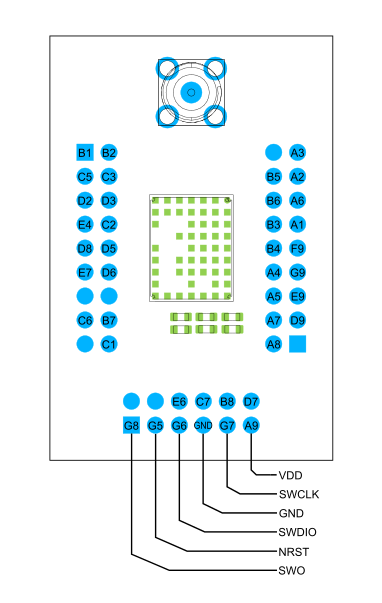 B1 B2 A3
C5 C3 B5 A2
D2 D3 B6 A6
E4 C2 B3 A1
D8 D5 B4 F9
E7 D6 A4 G9
A5 E9
C6 B7 A7 D9
C1 A8
E6 C7 B8 D7
G8 G5 G6 GND G7 A9
VDD
SWCLK
GND
SWDIO
NRST
SWO